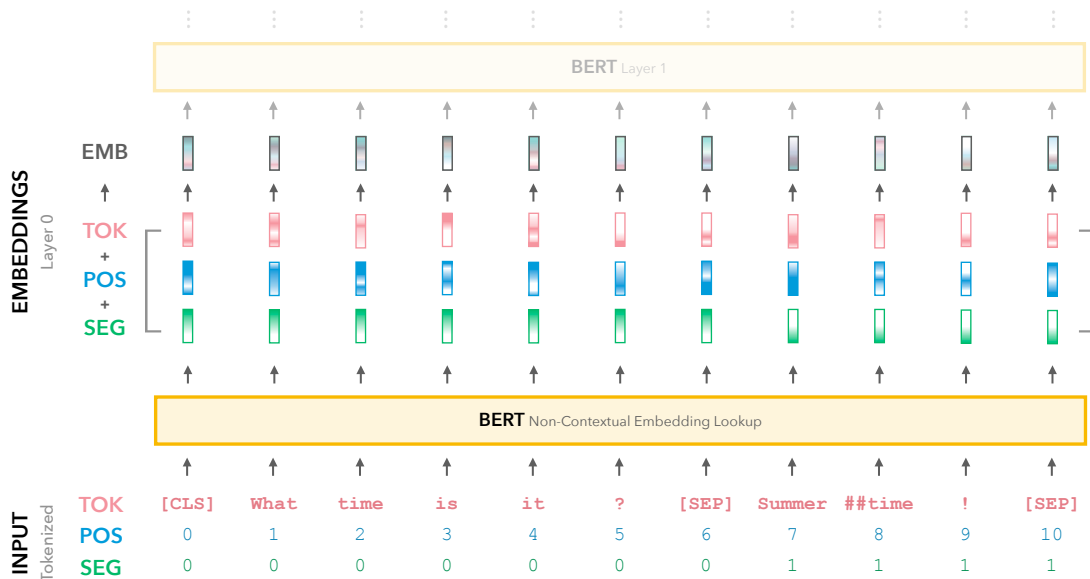 BERT Layer 1
EMB
TOK
+
POS
+
SEG
EMBEDDINGS
Layer 0
BERT Non-Contextual Embedding Lookup
TOK [CLS] What time is it ? [SEP] Summer ##time ! [SEP]
POS 0 1 2 3 4 5 6 7 8 9 10
SEG 0 0 0 0 0 0 0 1 1 1 1
INPUT
Tokenized